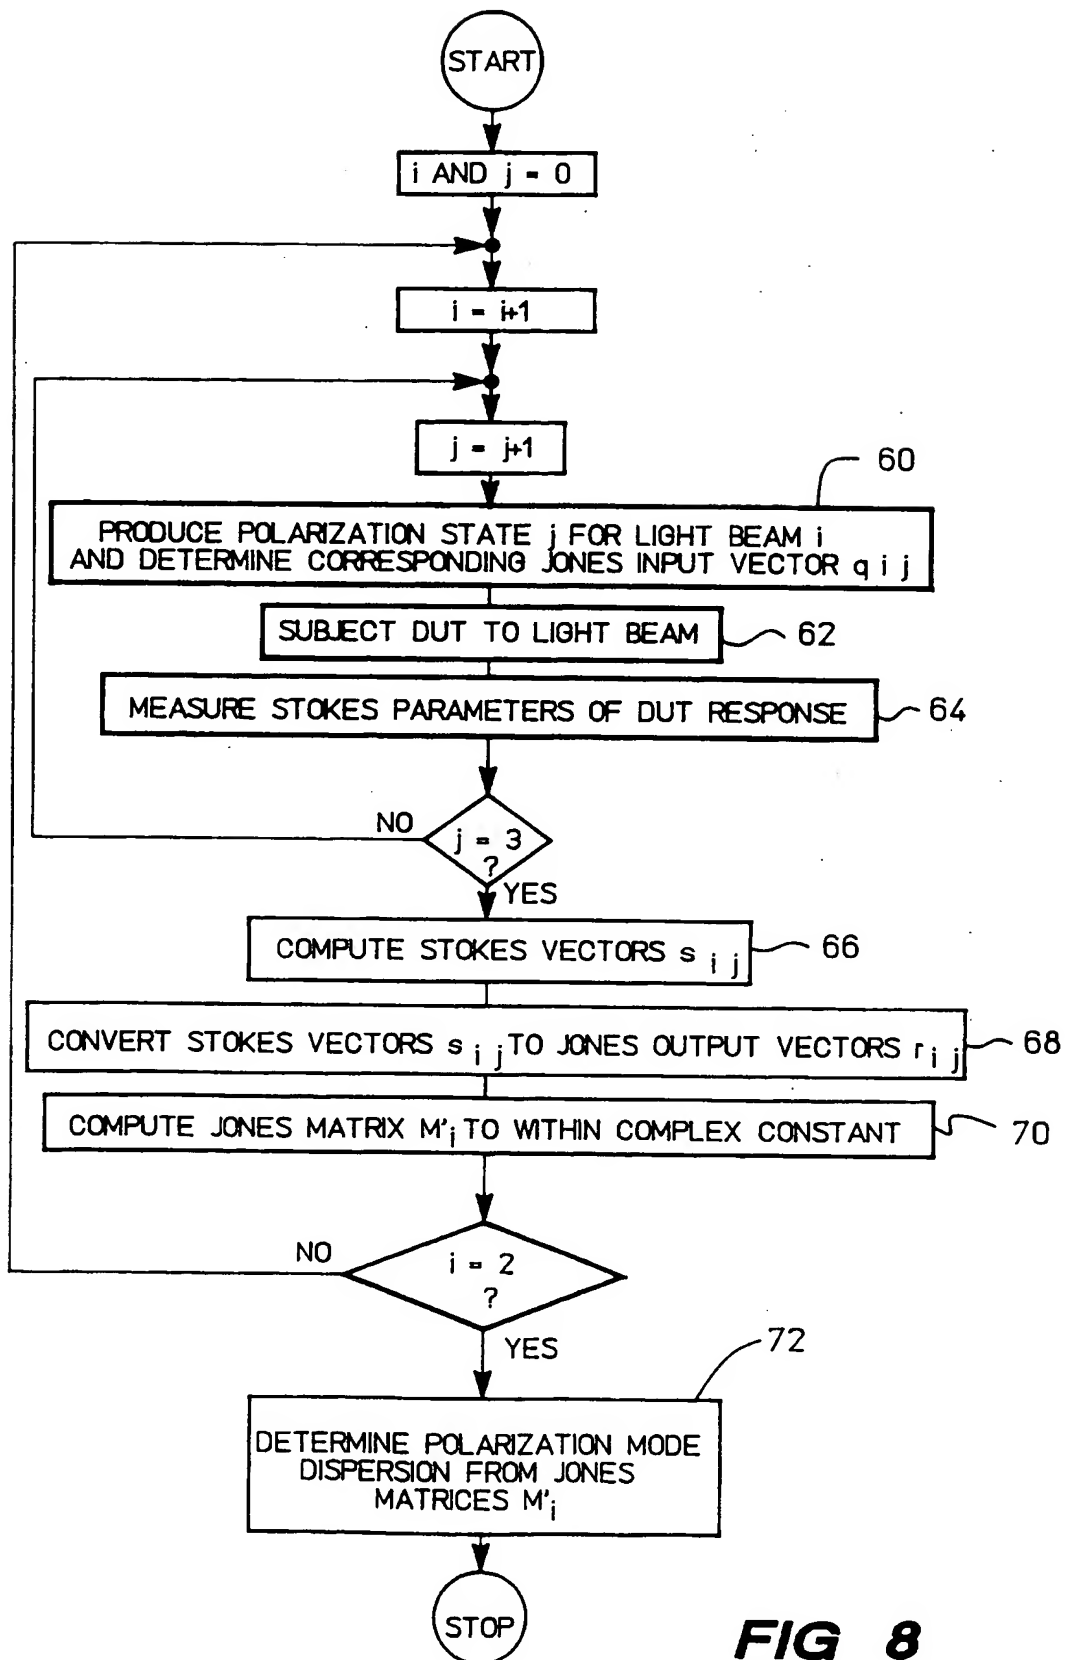 START
i AND j = 0
i = i+1
j = j+1
60
PRODUCE POLARIZATION STATE j FOR LIGHT BEAM i
AND DETERMINE CORRESPONDING JONES INPUT VECTOR q i j
SUBJECT DUT TO LIGHT BEAM
62
MEASURE STOKES PARAMETERS OF DUT RESPONSE
64
NO
j = 3
?
YES
COMPUTE STOKES VECTORS s i j
66
CONVERT STOKES VECTORS s i j TO JONES OUTPUT VECTORS r i j
68
COMPUTE JONES MATRIX M' i TO WITHIN COMPLEX CONSTANT
70
NO
i = 2
?
YES
72
DETERMINE POLARIZATION MODE
DISPERSION FROM JONES
MATRICES M' i
STOP
FIG 8